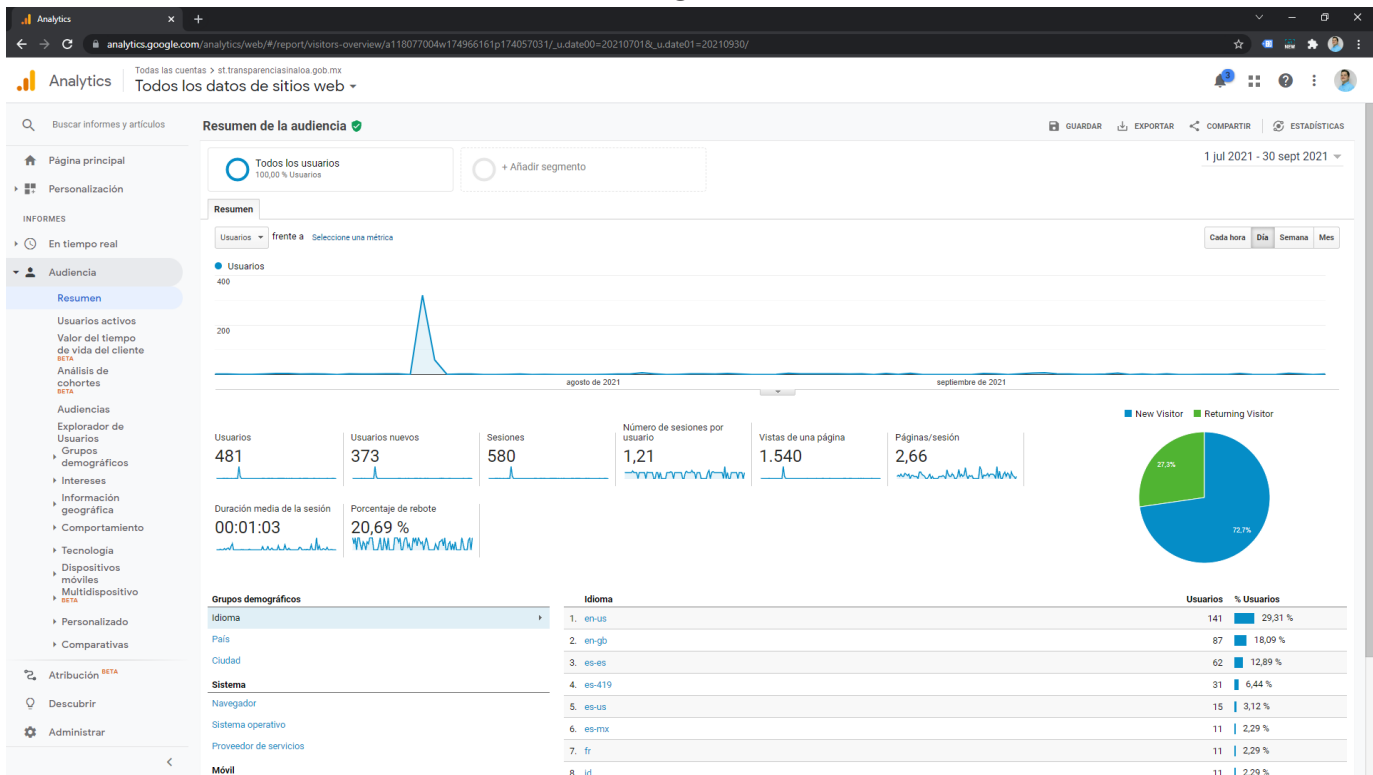 Analytics
analytics.google.com/analytics/web/#/report/visitors-overview/a118077004w174966161p174057031/_u.date00=20210701&_u.date01=20210930/
Analytics
Todas las cuentas > st.transparenciasinaloa.gob.mx
Todos los datos de sitios web
3
Buscar informes y artículos
Resumen de la audiencia
GUARDAR
EXPORTAR
COMPARTIR
ESTADÍSTICAS
Página principal
Personalización
INFORMES
En tiempo real
Audiencia
Resumen
Usuarios activos
Valor del tiempo
de vida del cliente
BETA
Análisis de
cohortes
BETA
Audiencias
Explorador de
Usuarios
Grupos
demográficos
Intereses
Información
geográfica
Comportamiento
Tecnología
Dispositivos
móviles
Multidispositivo
BETA
Personalizado
Comparativas
Atribución BETA
Descubrir
Administrar
Todos los usuarios
100,00 % Usuarios
+ Añadir segmento
1 jul 2021 - 30 sept 2021
Resumen
Usuarios frente a Seleccione una métrica
Cada hora Día Semana Mes
Usuarios
400
200
agosto de 2021
septiembre de 2021
New Visitor Returning Visitor
27,3%
72,7%
Usuarios
481
Usuarios nuevos
373
Sesiones
580
Número de sesiones por
usuario
1,21
Vistas de una página
1.540
Páginas/sesión
2,66
Duración media de la sesión
00:01:03
Porcentaje de rebote
20,69 %
Grupos demográficos
Idioma
País
Ciudad
Sistema
Navegador
Sistema operativo
Proveedor de servicios
Móvil
Idioma Usuarios % Usuarios
1. en-us 141 29,31 %
2. en-gb 87 18,09 %
3. es-es 62 12,89 %
4. es-419 31 6,44 %
5. es-us 15 3,12 %
6. es-mx 11 2,29 %
7. fr 11 2,29 %
8. id 11 2,29 %